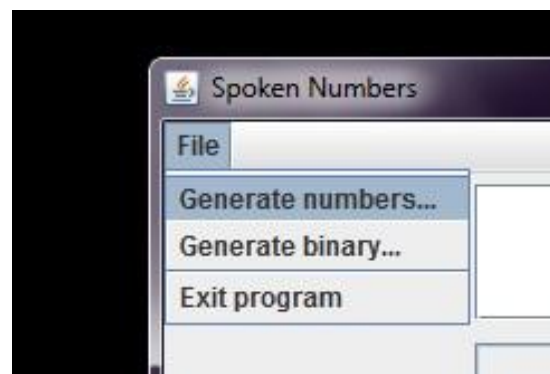 Spoken Numbers
File
Generate numbers...
Generate binary...
Exit program